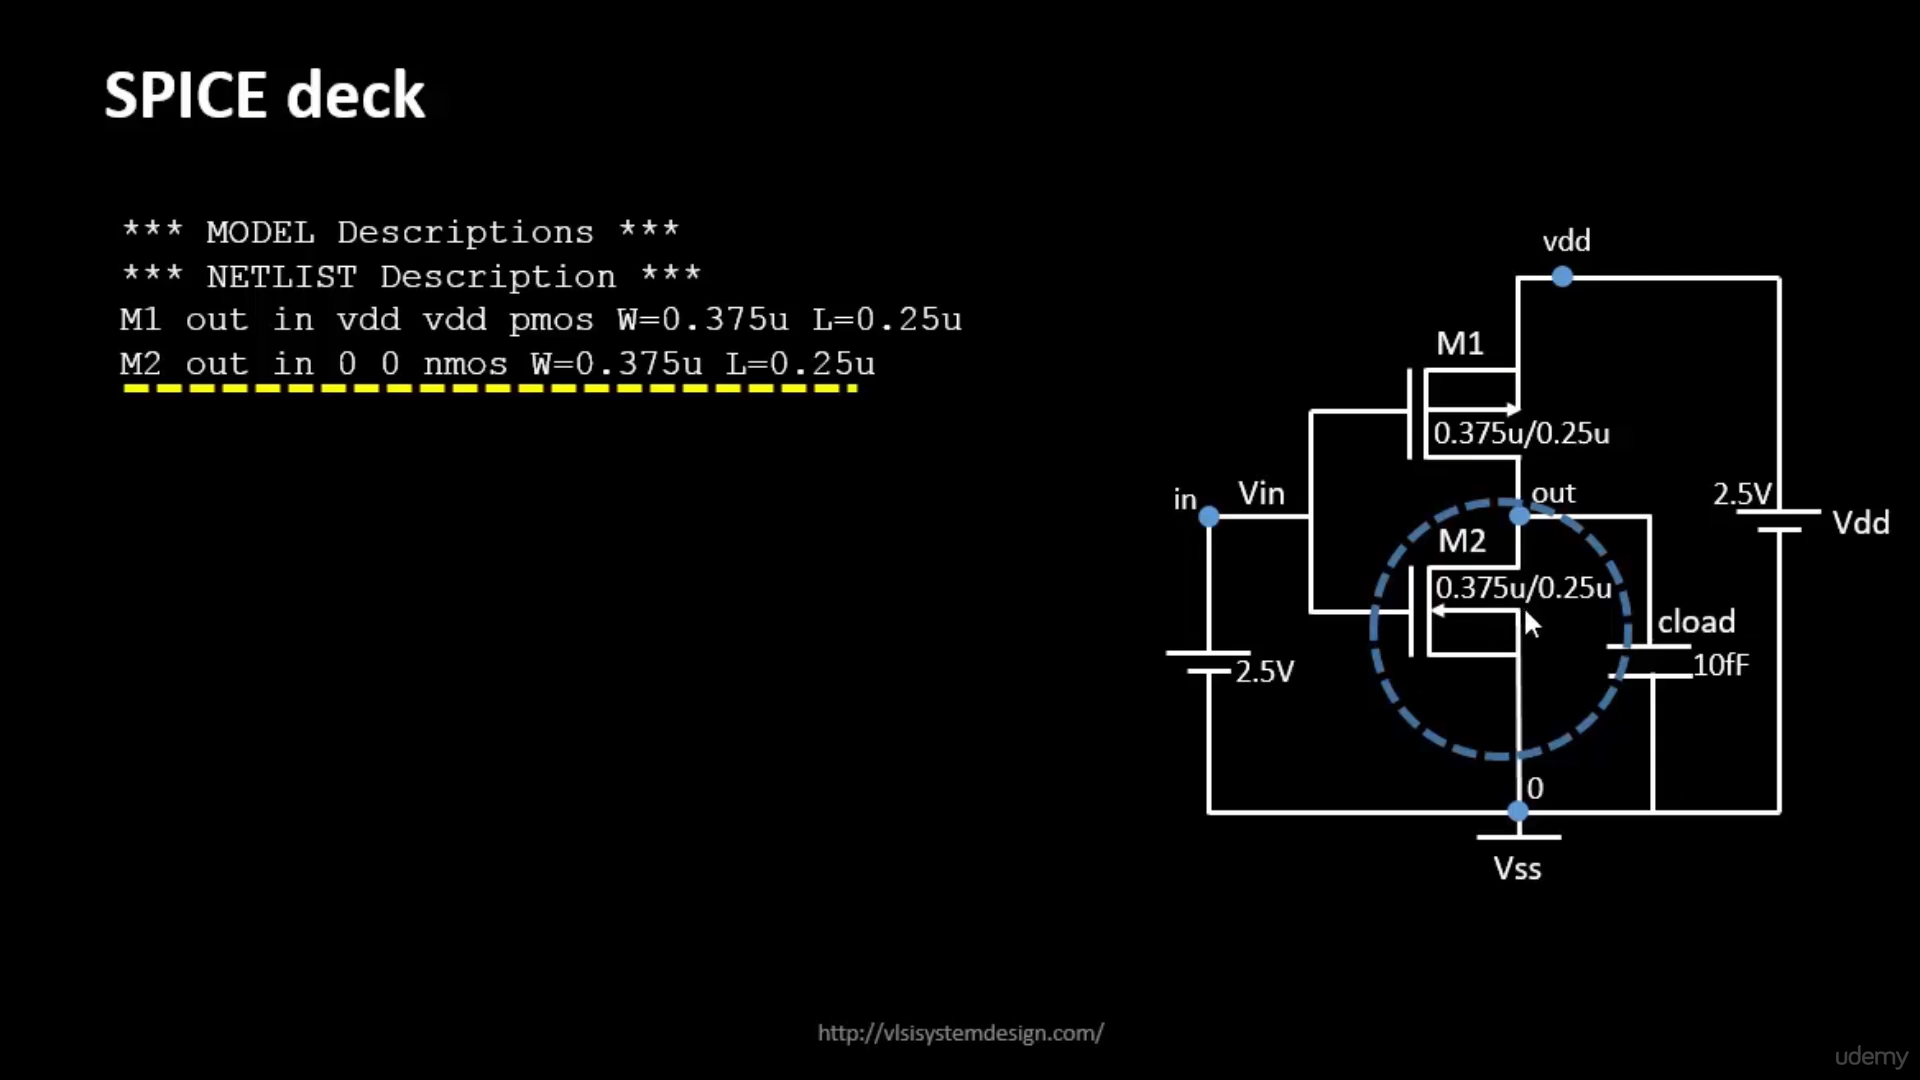 SPICE deck
*** MODEL Descriptions ***
*** NETLIST Description ***
M1 out in vdd vdd pmos W=0.375u L=0.25u
M2 out in 0 0 nmos W=0.375u L=0.25u
vdd
M1
0.375u/0.25u
in
Vin
out
2.5V
Vdd
M2
0.375u/0.25u
cload
10fF
2.5V
0
Vss
http://vlsisystemdesign.com/
udemy